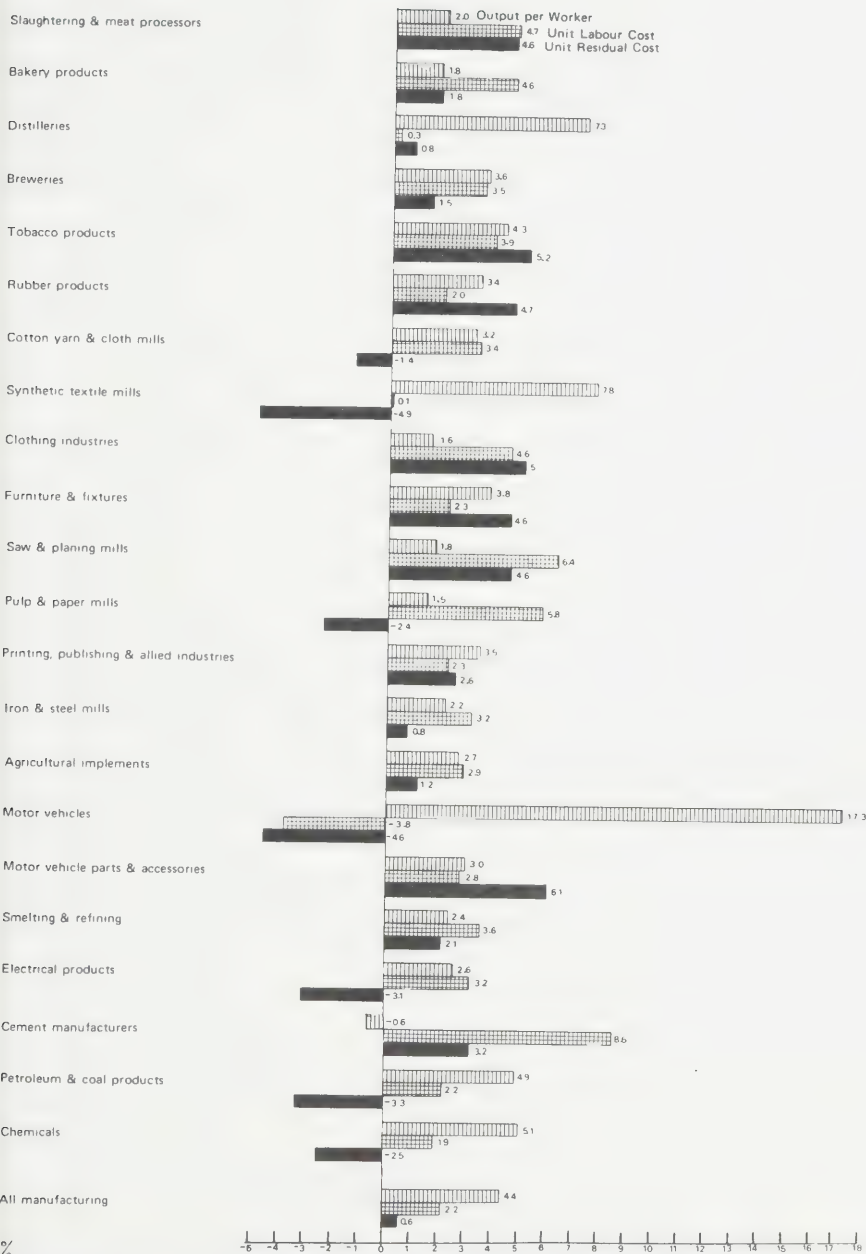 Slaughtering & meat processors
2.0 Output per Worker
4.7 Unit Labour Cost
4.6 Unit Residual Cost
Bakery products
1.8
4.6
1.8
Distilleries
7.3
0.3
0.8
Breweries
3.6
3.5
1.5
Tobacco products
4.3
3.9
5.2
Rubber products
3.4
2.0
4.7
Cotton yarn & cloth mills
3.2
3.4
-1.4
Synthetic textile mills
7.8
0.1
-4.9
Clothing industries
1.6
4.6
5
Furniture & fixtures
3.8
2.3
4.6
Saw & planing mills
1.8
6.4
4.6
Pulp & paper mills
1.5
5.8
-2.4
Printing, publishing & allied industries
3.5
2.3
2.6
Iron & steel mills
2.2
3.2
0.8
Agricultural implements
2.7
2.9
1.2
Motor vehicles
17.3
-3.8
-4.6
Motor vehicle parts & accessories
3.0
2.8
6.1
Smelting & refining
2.4
3.6
2.1
Electrical products
2.6
3.2
-3.1
Cement manufacturers
-0.6
8.6
3.2
Petroleum & coal products
4.9
2.2
-3.3
Chemicals
5.1
1.9
-2.5
All manufacturing
4.4
2.2
0.6
% -5 -4 -3 -2 -1 0 1 2 3 4 5 6 7 8 9 10 11 12 13 14 15 16 17 18